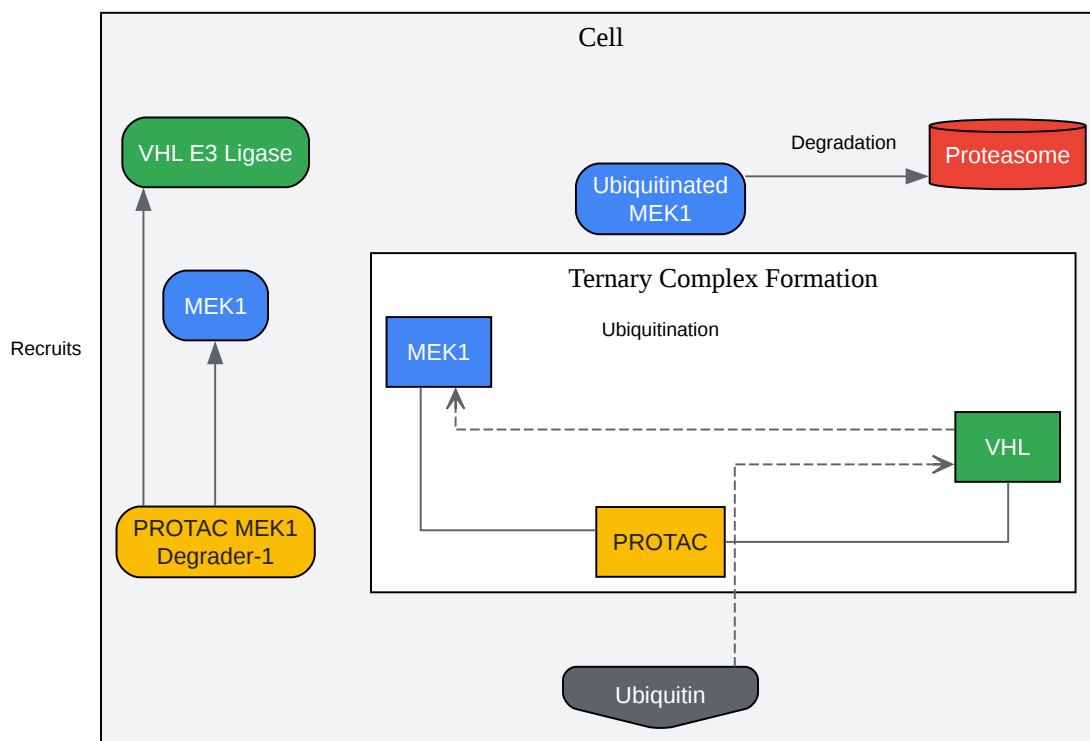 Cell
VHL E3 Ligase
Degradation
Proteasome
Ubiquitinated
MEK1
MEK1
Recruits
Ternary Complex Formation
Ubiquitination
MEK1
VHL
PROTAC MEK1
Degrader-1
PROTAC
Ubiquitin